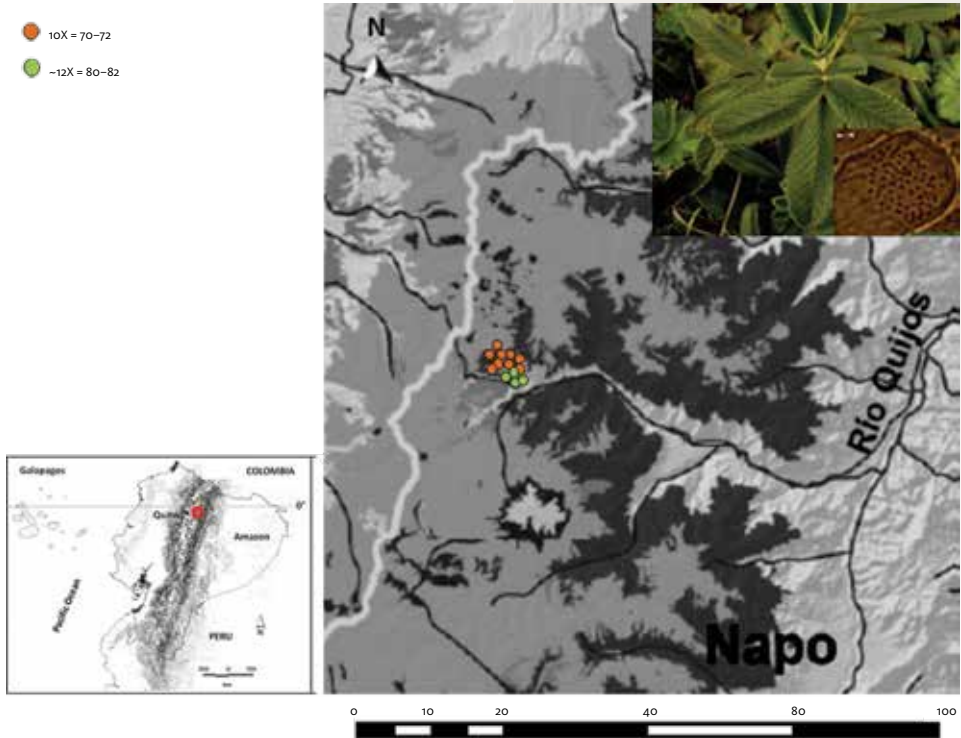 10X = 70–72
~12X = 80–82
N
Río Quijos
Napo
Galapagos
COLOMBIA
0°
Quito
Amazon
Pacific Ocean
PERU
0 10 20 40 80 100